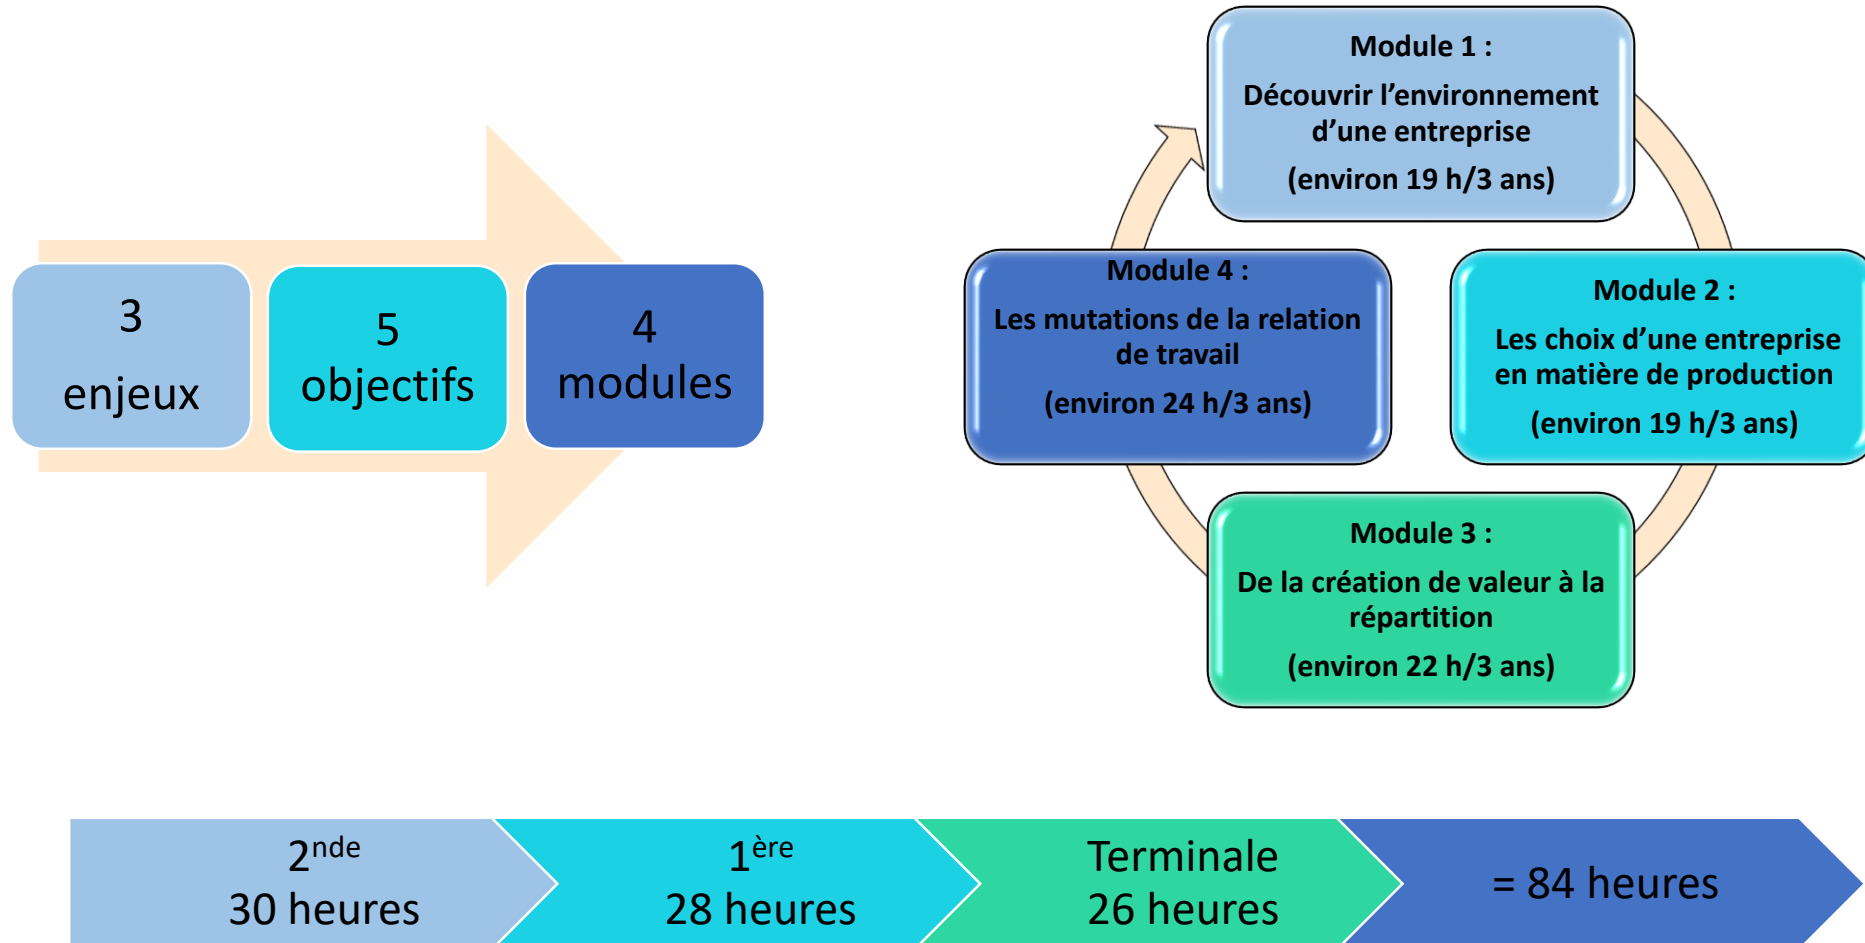 3
enjeux
5
objectifs
4
modules
Module 1 :
Découvrir l’environnement
d’une entreprise
(environ 19 h/3 ans)
Module 2 :
Les choix d’une entreprise
en matière de production
(environ 19 h/3 ans)
Module 3 :
De la création de valeur à la
répartition
(environ 22 h/3 ans)
Module 4 :
Les mutations de la relation
de travail
(environ 24 h/3 ans)
2nde
30 heures
1ère
28 heures
Terminale
26 heures
= 84 heures